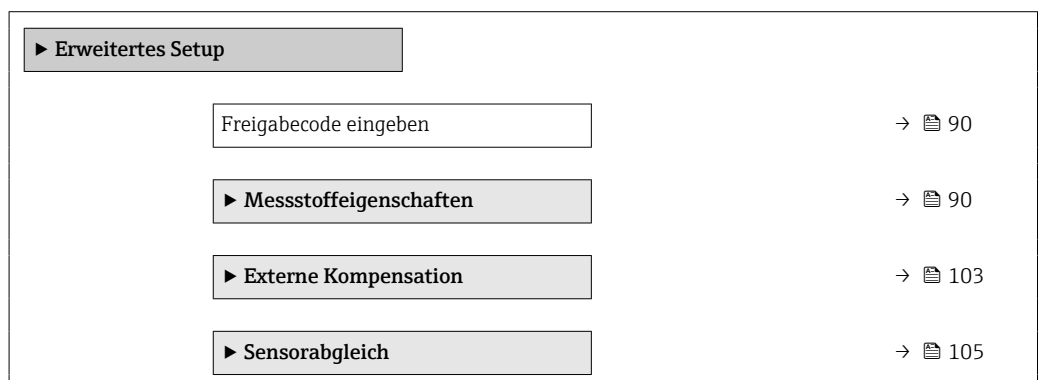 ▶ Erweitertes Setup
Freigabecode eingeben → 90
▶ Messstoffeigenschaften → 90
▶ Externe Kompensation → 103
▶ Sensorabgleich → 105